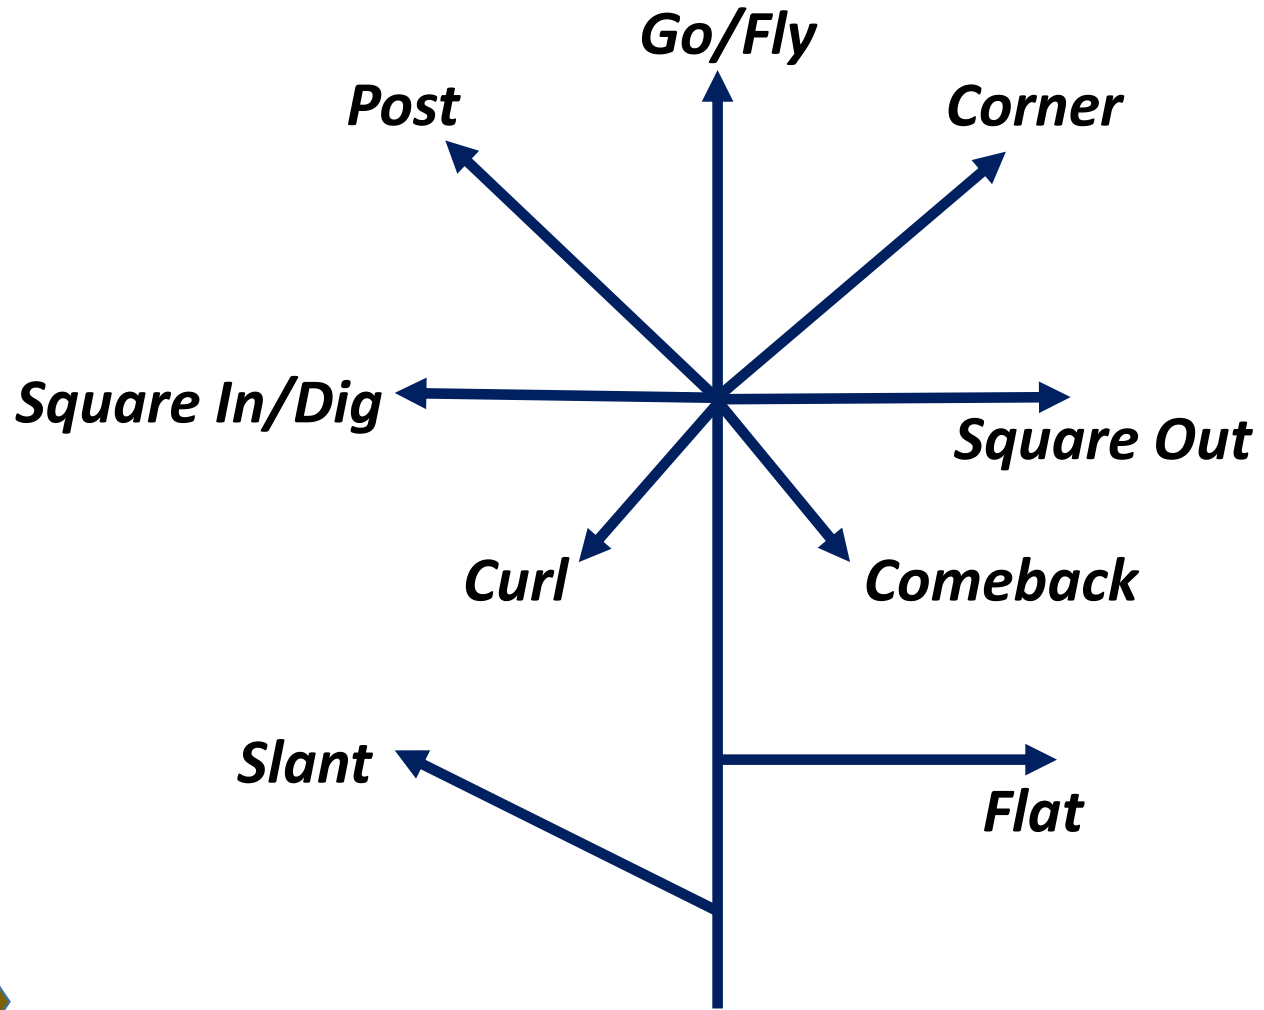 Go/Fly
Post
Corner
Square In/Dig
Square Out
Curl
Comeback
Slant
Flat